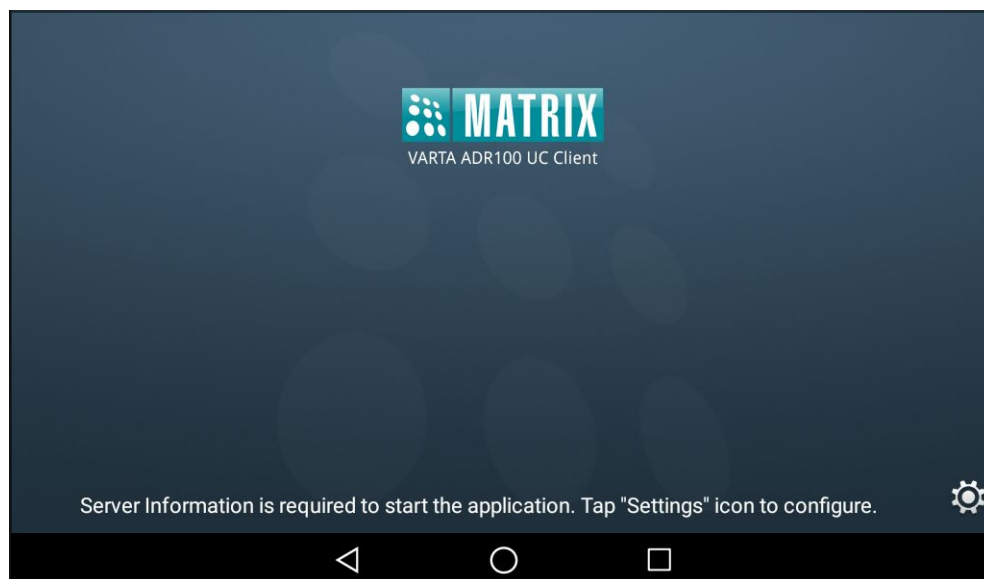 MATRIX
VARTA ADR100 UC Client
Server Information is required to start the application. Tap "Settings" icon to configure.